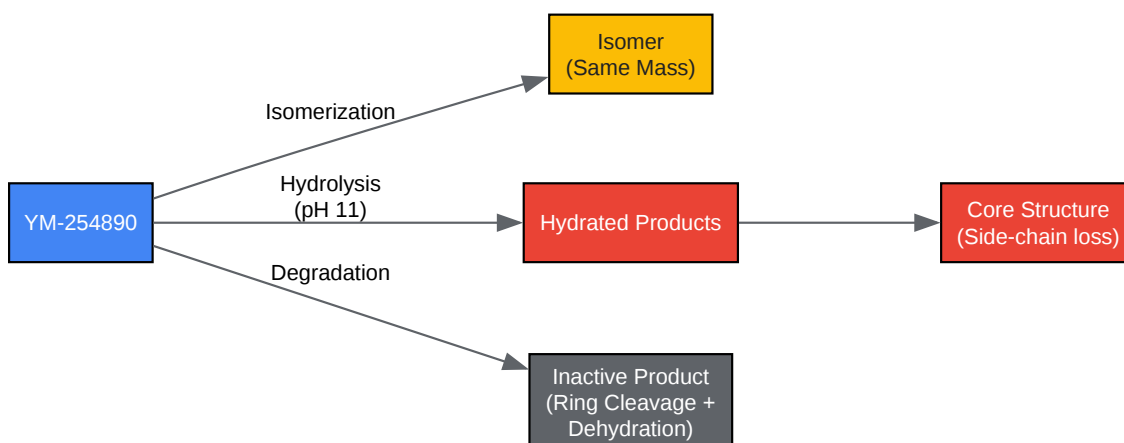 Isomer
(Same Mass)
Isomerization
YM-254890
Hydrolysis
(pH 11)
Hydrated Products
Core Structure
(Side-chain loss)
Degradation
Inactive Product
(Ring Cleavage +
Dehydration)